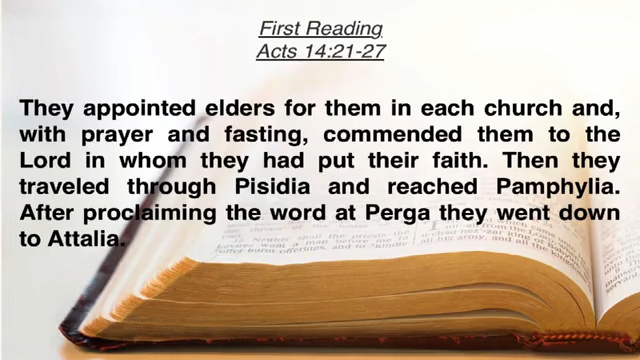 First Reading
Acts 14:21-27
They appointed elders for them in each church and,
with prayer and fasting, commended them to the
Lord in whom they had put their faith. Then they
traveled through Pisidia and reached Pamphylia.
After proclaiming the word at Perga they went down
to Attalia.